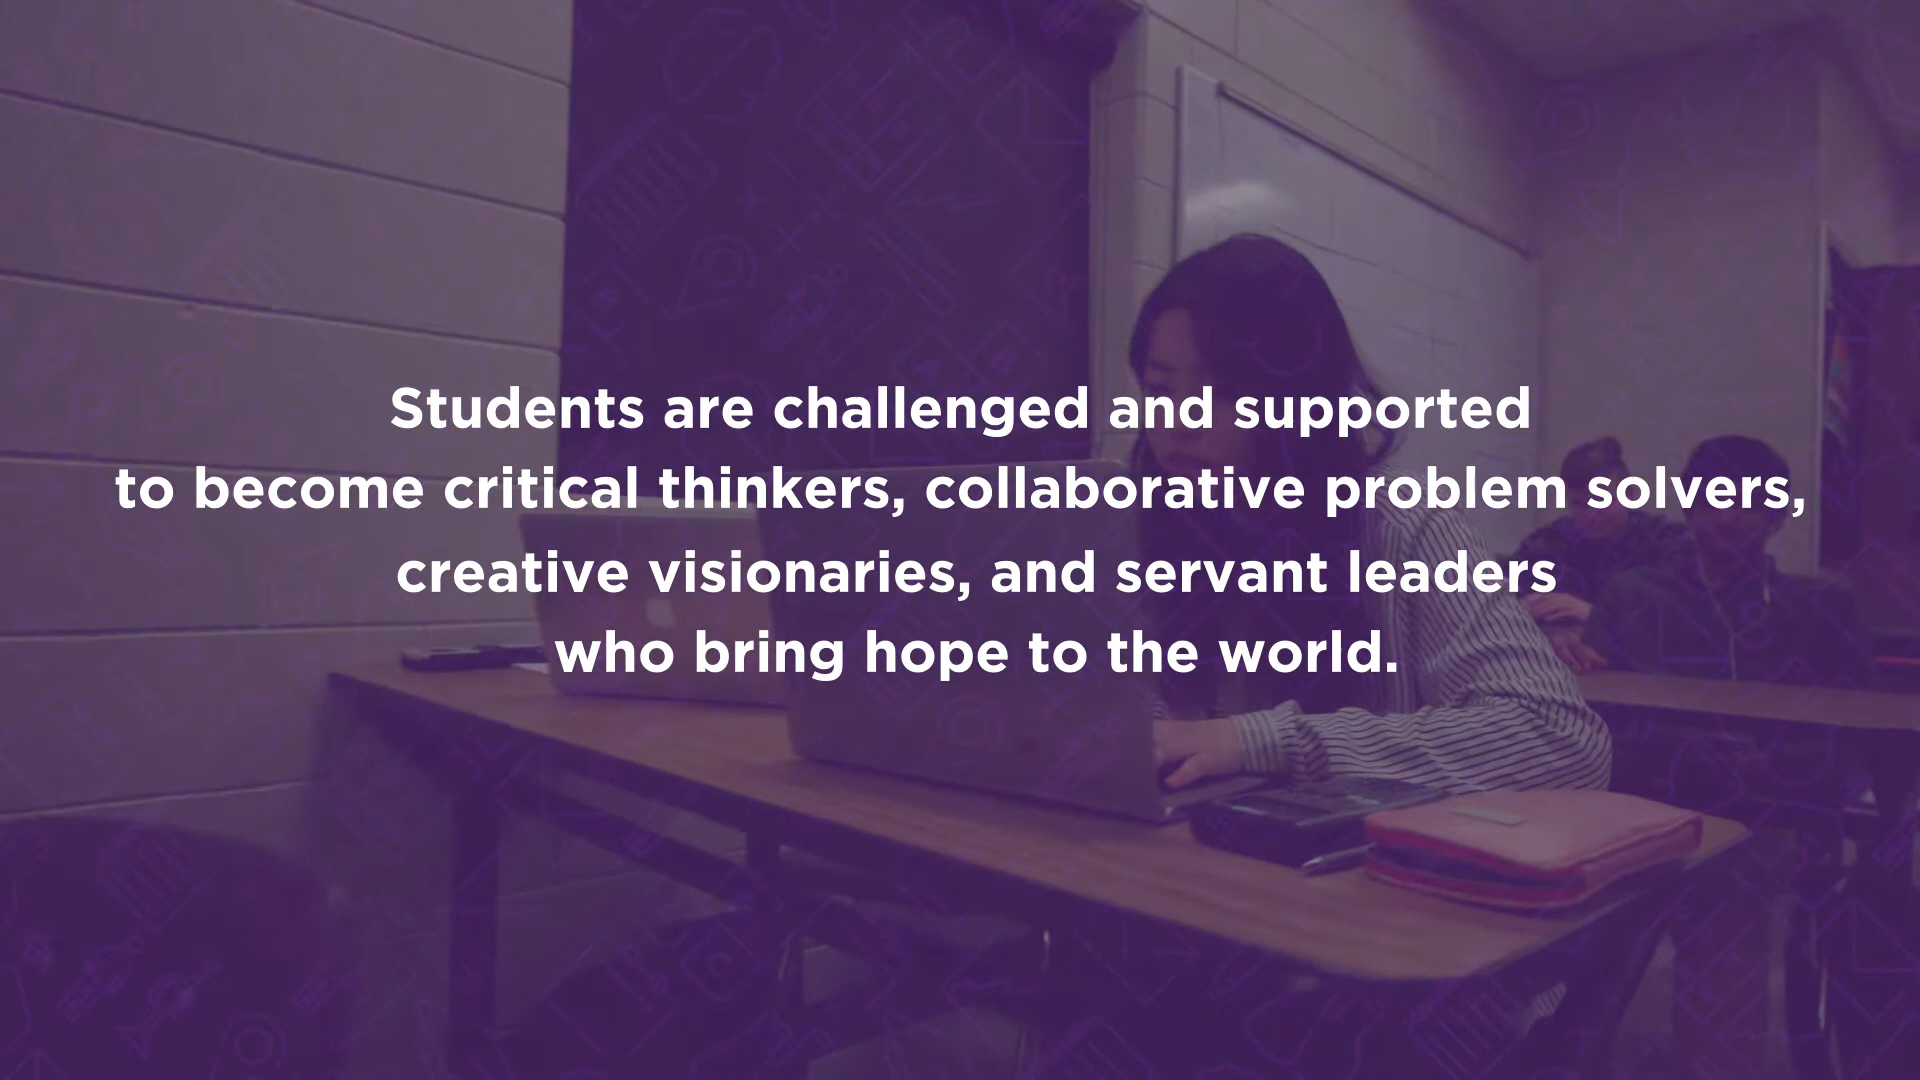 Students are challenged and supported
to become critical thinkers, collaborative problem solvers,
creative visionaries, and servant leaders
who bring hope to the world.